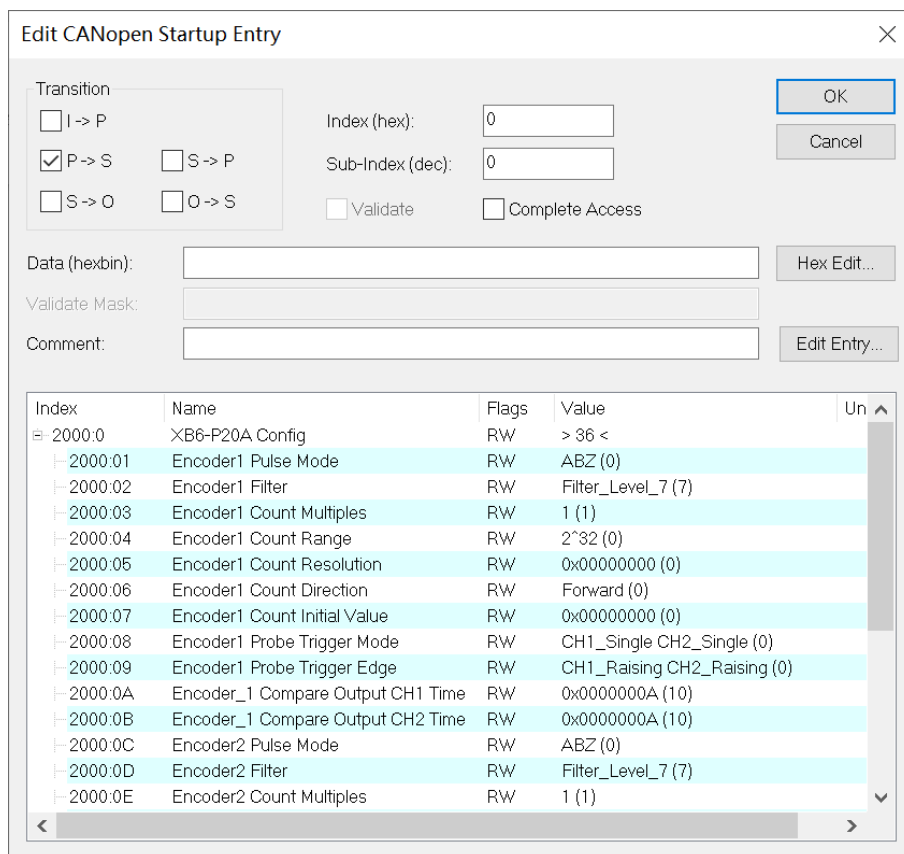 Edit CANopen Startup Entry
Transition
I -> P
P -> S
S -> P
S -> O
O -> S
Index (hex):
0
Sub-Index (dec):
0
Validate
Complete Access
OK
Cancel
Data (hexbin):
Hex Edit...
Validate Mask:
Comment:
Edit Entry...
Index Name Flags Value Un
2000:0 XB6-P20A Config RW > 36 <
2000:01 Encoder1 Pulse Mode RW ABZ (0)
2000:02 Encoder1 Filter RW Filter_Level_7 (7)
2000:03 Encoder1 Count Multiples RW 1 (1)
2000:04 Encoder1 Count Range RW 2^32 (0)
2000:05 Encoder1 Count Resolution RW 0x00000000 (0)
2000:06 Encoder1 Count Direction RW Forward (0)
2000:07 Encoder1 Count Initial Value RW 0x00000000 (0)
2000:08 Encoder1 Probe Trigger Mode RW CH1_Single CH2_Single (0)
2000:09 Encoder1 Probe Trigger Edge RW CH1_Raising CH2_Raising (0)
2000:0A Encoder_1 Compare Output CH1 Time RW 0x0000000A (10)
2000:0B Encoder_1 Compare Output CH2 Time RW 0x0000000A (10)
2000:0C Encoder2 Pulse Mode RW ABZ (0)
2000:0D Encoder2 Filter RW Filter_Level_7 (7)
2000:0E Encoder2 Count Multiples RW 1 (1)